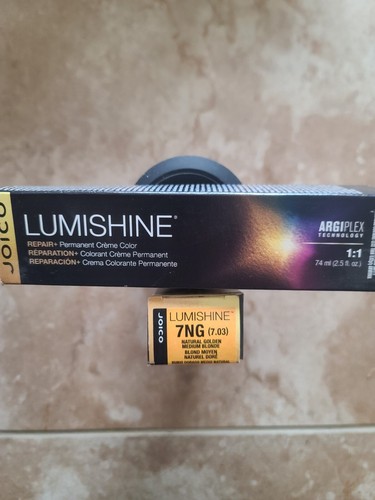 JOICO
LUMISHINE®
REPAIR+ Permanent Crème Color
RÉPARATION+ Colorant Crème Permanent
REPARACIÓN+ Crema Colorante Permanente
ARGIPLEX
TECHNOLOGY
1:1
74 ml (2.5 fl. oz.)
JOICO
LUMISHINE™
7NG (7.03)
NATURAL GOLDEN
MEDIUM BLONDE
BLOND MOYEN
NATUREL DORÉ